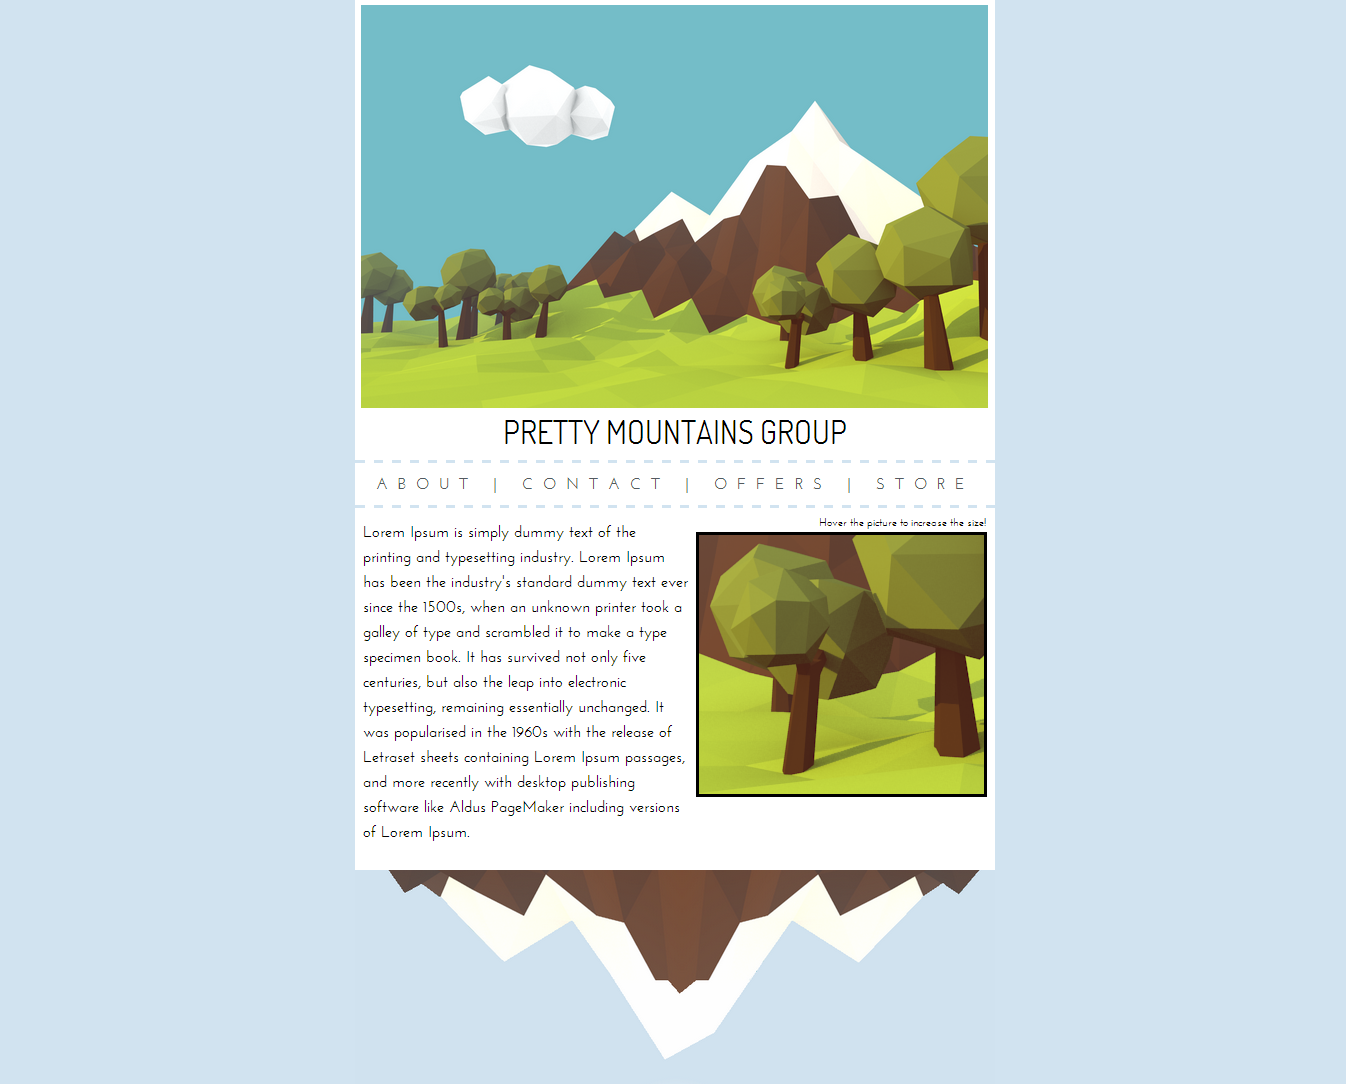 PRETTY MOUNTAINS GROUP
ABOUT | CONTACT | OFFERS | STORE
Hover the picture to increase the size!
Lorem Ipsum is simply dummy text of the
printing and typesetting industry. Lorem Ipsum
has been the industry's standard dummy text ever
since the 1500s, when an unknown printer took a
galley of type and scrambled it to make a type
specimen book. It has survived not only five
centuries, but also the leap into electronic
typesetting, remaining essentially unchanged. It
was popularised in the 1960s with the release of
Letraset sheets containing Lorem Ipsum passages,
and more recently with desktop publishing
software like Aldus PageMaker including versions
of Lorem Ipsum.